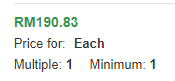 RM190.83
Price for: Each
Multiple: 1 Minimum: 1